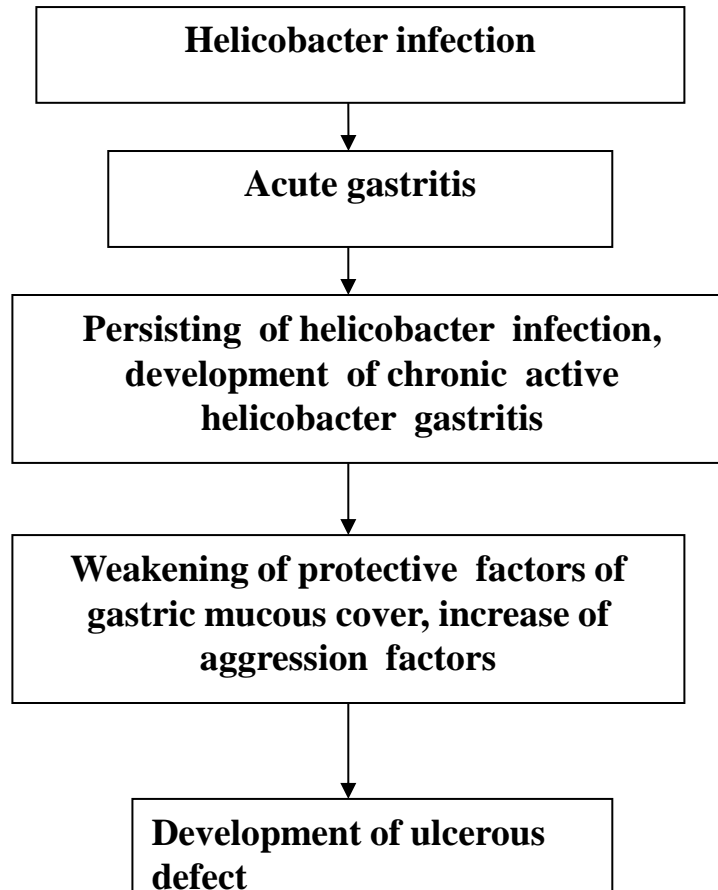 Helicobacter infection
Acute gastritis
Persisting of helicobacter infection,
development of chronic active
helicobacter gastritis
Weakening of protective factors of
gastric mucous cover, increase of
aggression factors
Development of ulcerous
defect